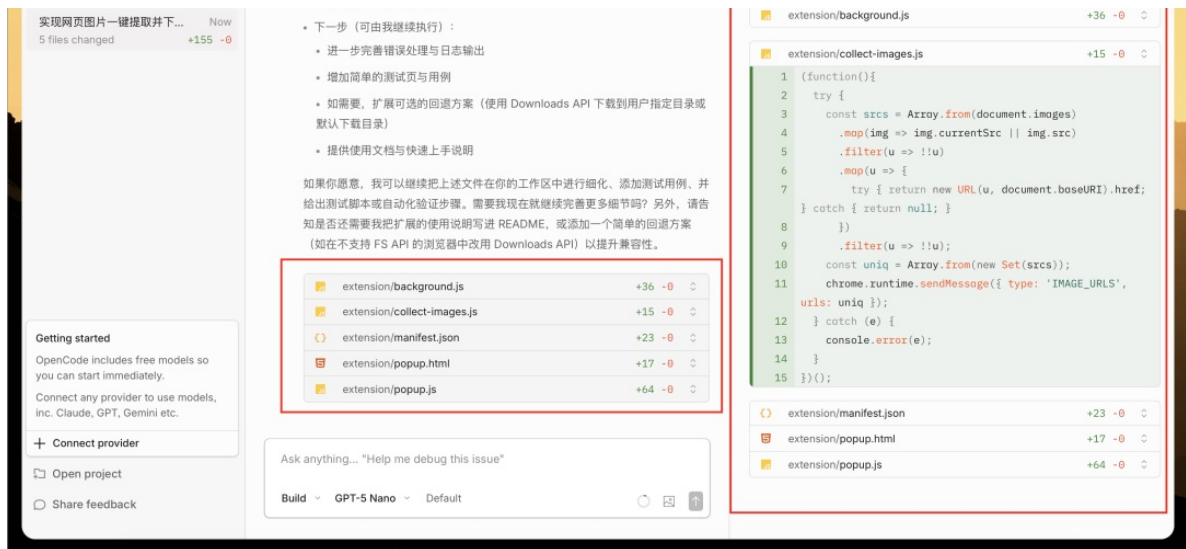 实现网页图片一键提取并下... Now
5 files changed +155 -0
Getting started
OpenCode includes free models so
you can start immediately.
Connect any provider to use models,
inc. Claude, GPT, Gemini etc.
+ Connect provider
Open project
Share feedback
• 下一步（可由我继续执行）：
• 进一步完善错误处理与日志输出
• 增加简单的测试页与用例
• 如需要，扩展可选的回退方案（使用 Downloads API 下载到用户指定目录或
默认下载目录）
• 提供使用文档与快速上手说明
如果你愿意，我可以继续把上述文件在你的工作区中进行细化、添加测试用例、并
给出测试脚本或自动化验证步骤。需要我现在就继续完善更多细节吗？另外，请告
知是否还需要我把扩展的使用说明写进 README，或添加一个简单的回退方案
（如在不支持 FS API 的浏览器中改用 Downloads API）以提升兼容性。
extension/background.js +36 -0
extension/collect-images.js +15 -0
{} extension/manifest.json +23 -0
extension/popup.html +17 -0
extension/popup.js +64 -0
Ask anything... "Help me debug this issue"
Build GPT-5 Nano Default
extension/background.js +36 -0
extension/collect-images.js +15 -0
1 (function(){
2 try {
3 const srcs = Array.from(document.images)
4 .map(img => img.currentSrc || img.src)
5 .filter(u => !!u)
6 .map(u => {
7 try { return new URL(u, document.baseURI).href;
} catch { return null; }
8 })
9 .filter(u => !!u);
10 const uniq = Array.from(new Set(srcs));
11 chrome.runtime.sendMessage({ type: 'IMAGE_URLS',
urls: uniq });
12 } catch (e) {
13 console.error(e);
14 }
15 })();
{} extension/manifest.json +23 -0
extension/popup.html +17 -0
extension/popup.js +64 -0